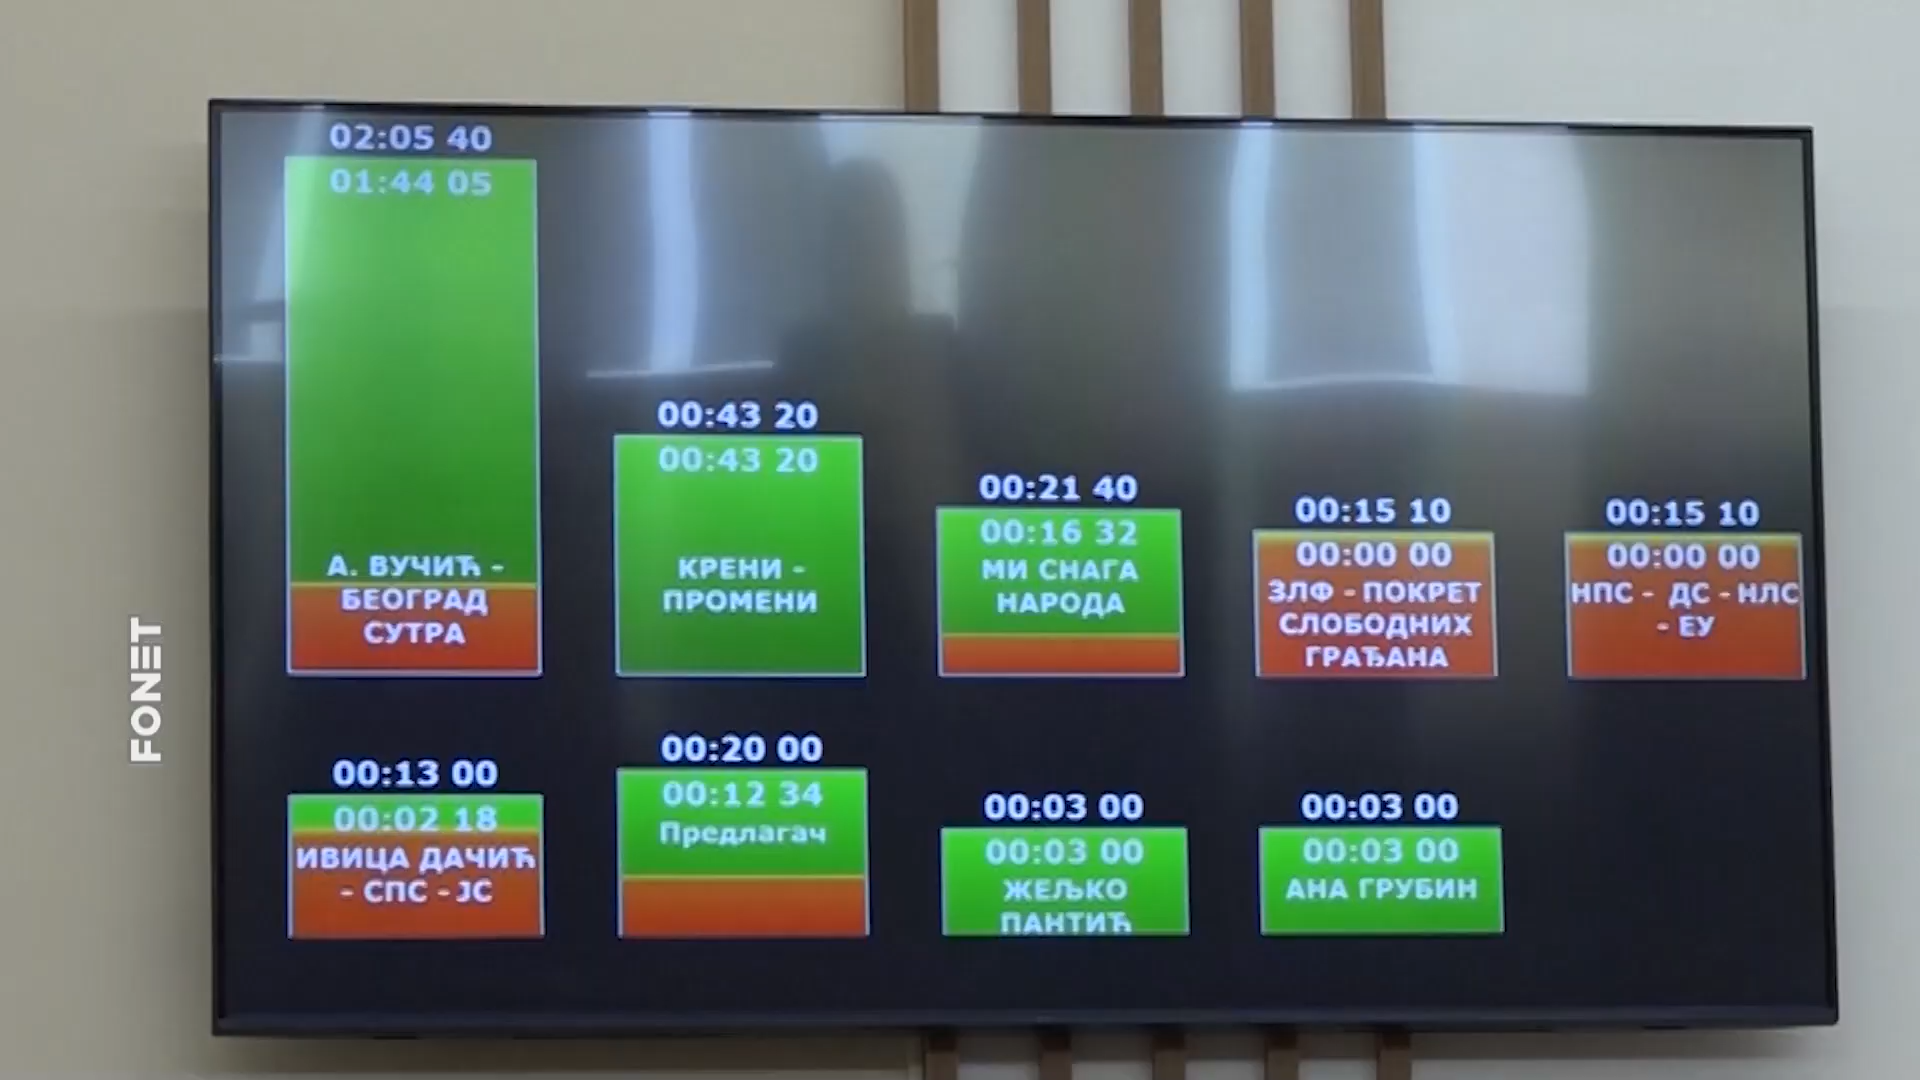 02:05 40
01:44 05
А. ВУЧИЋ -
БЕОГРАД
СУТРА
00:43 20
00:43 20
КРЕНИ -
ПРОМЕНИ
00:21 40
00:16 32
МИ СНАГА
НАРОДА
00:15 10
00:00 00
ЗЛФ - ПОКРЕТ
СЛОБОДНИХ
ГРАЂАНА
00:15 10
00:00 00
НПС - ДС - НЛС
- ЕУ
00:13 00
00:02 18
ИВИЦА ДАЧИЋ
- СПС - ЈС
00:20 00
00:12 34
Предлагач
00:03 00
00:03 00
ЖЕЉКО
ПАНТИЋ
00:03 00
00:03 00
АНА ГРУБИН
FONET